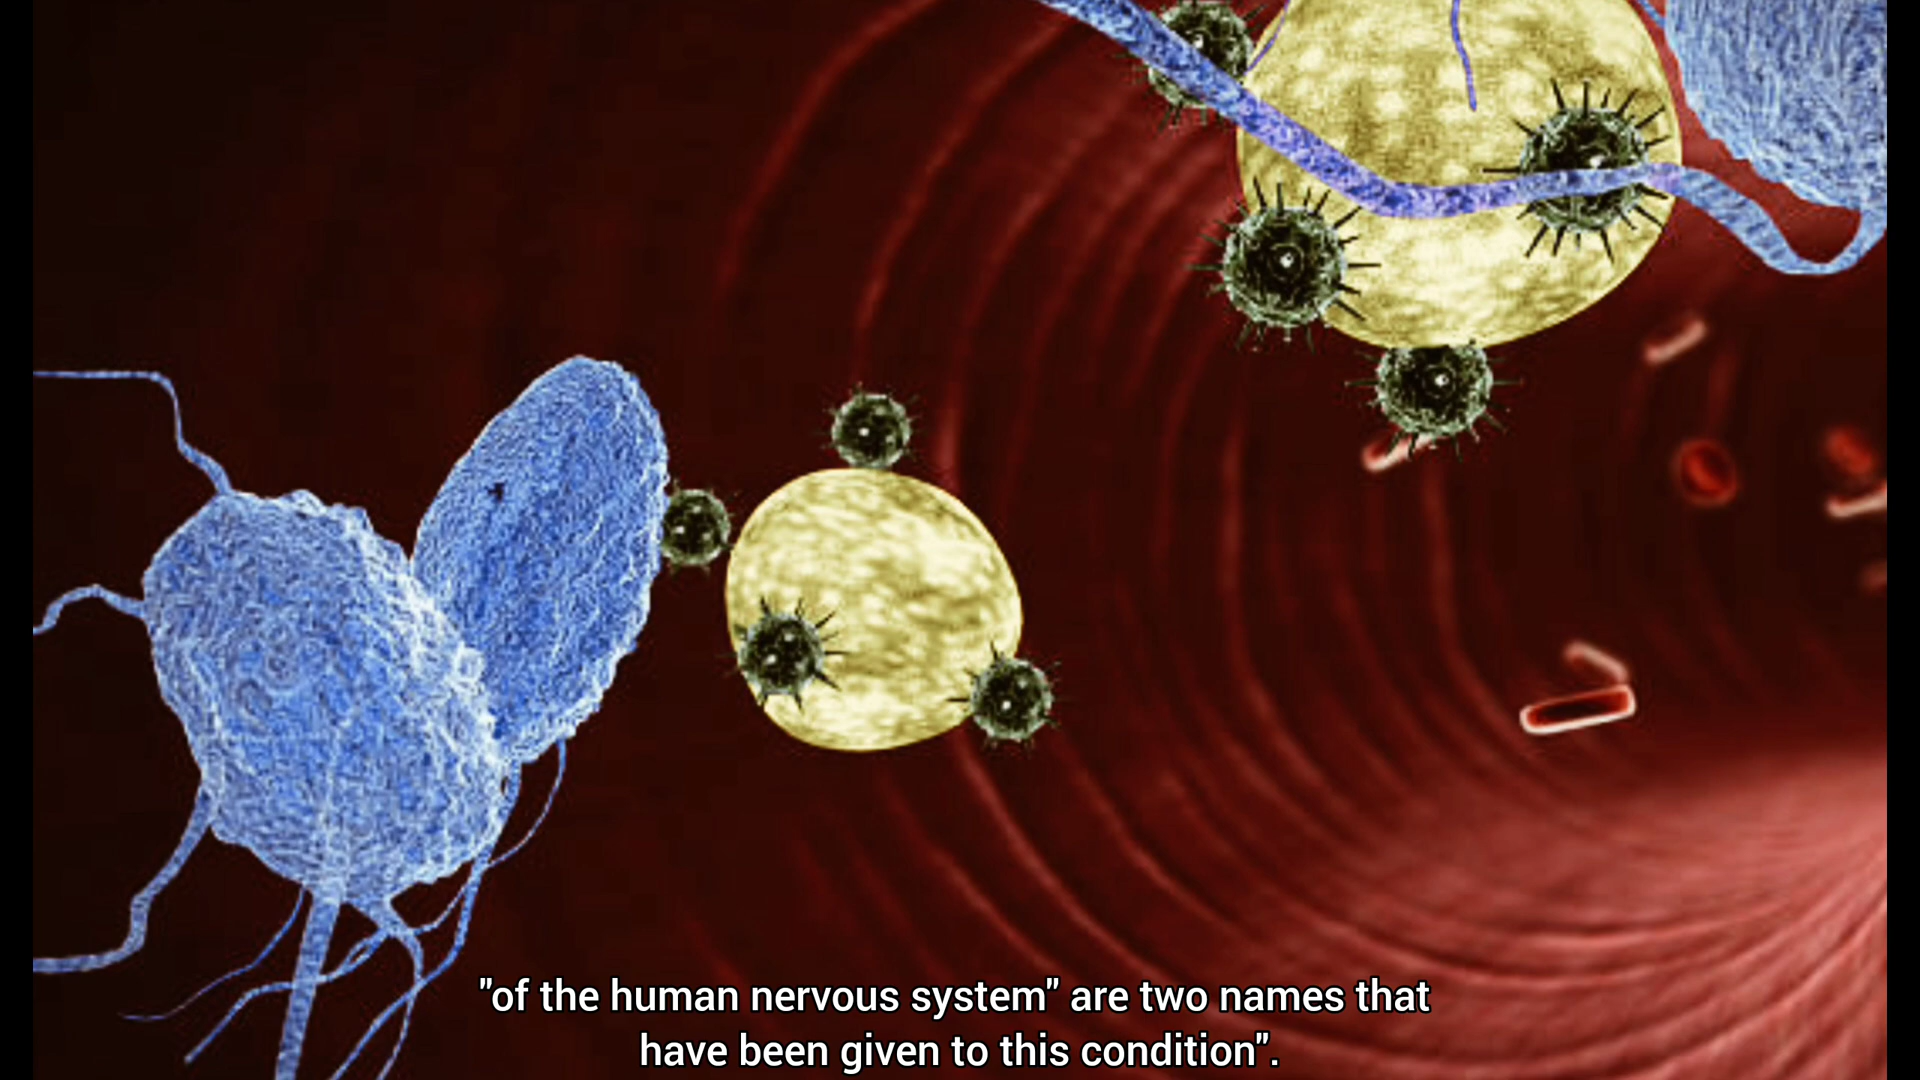 "of the human nervous system" are two names that
have been given to this condition".